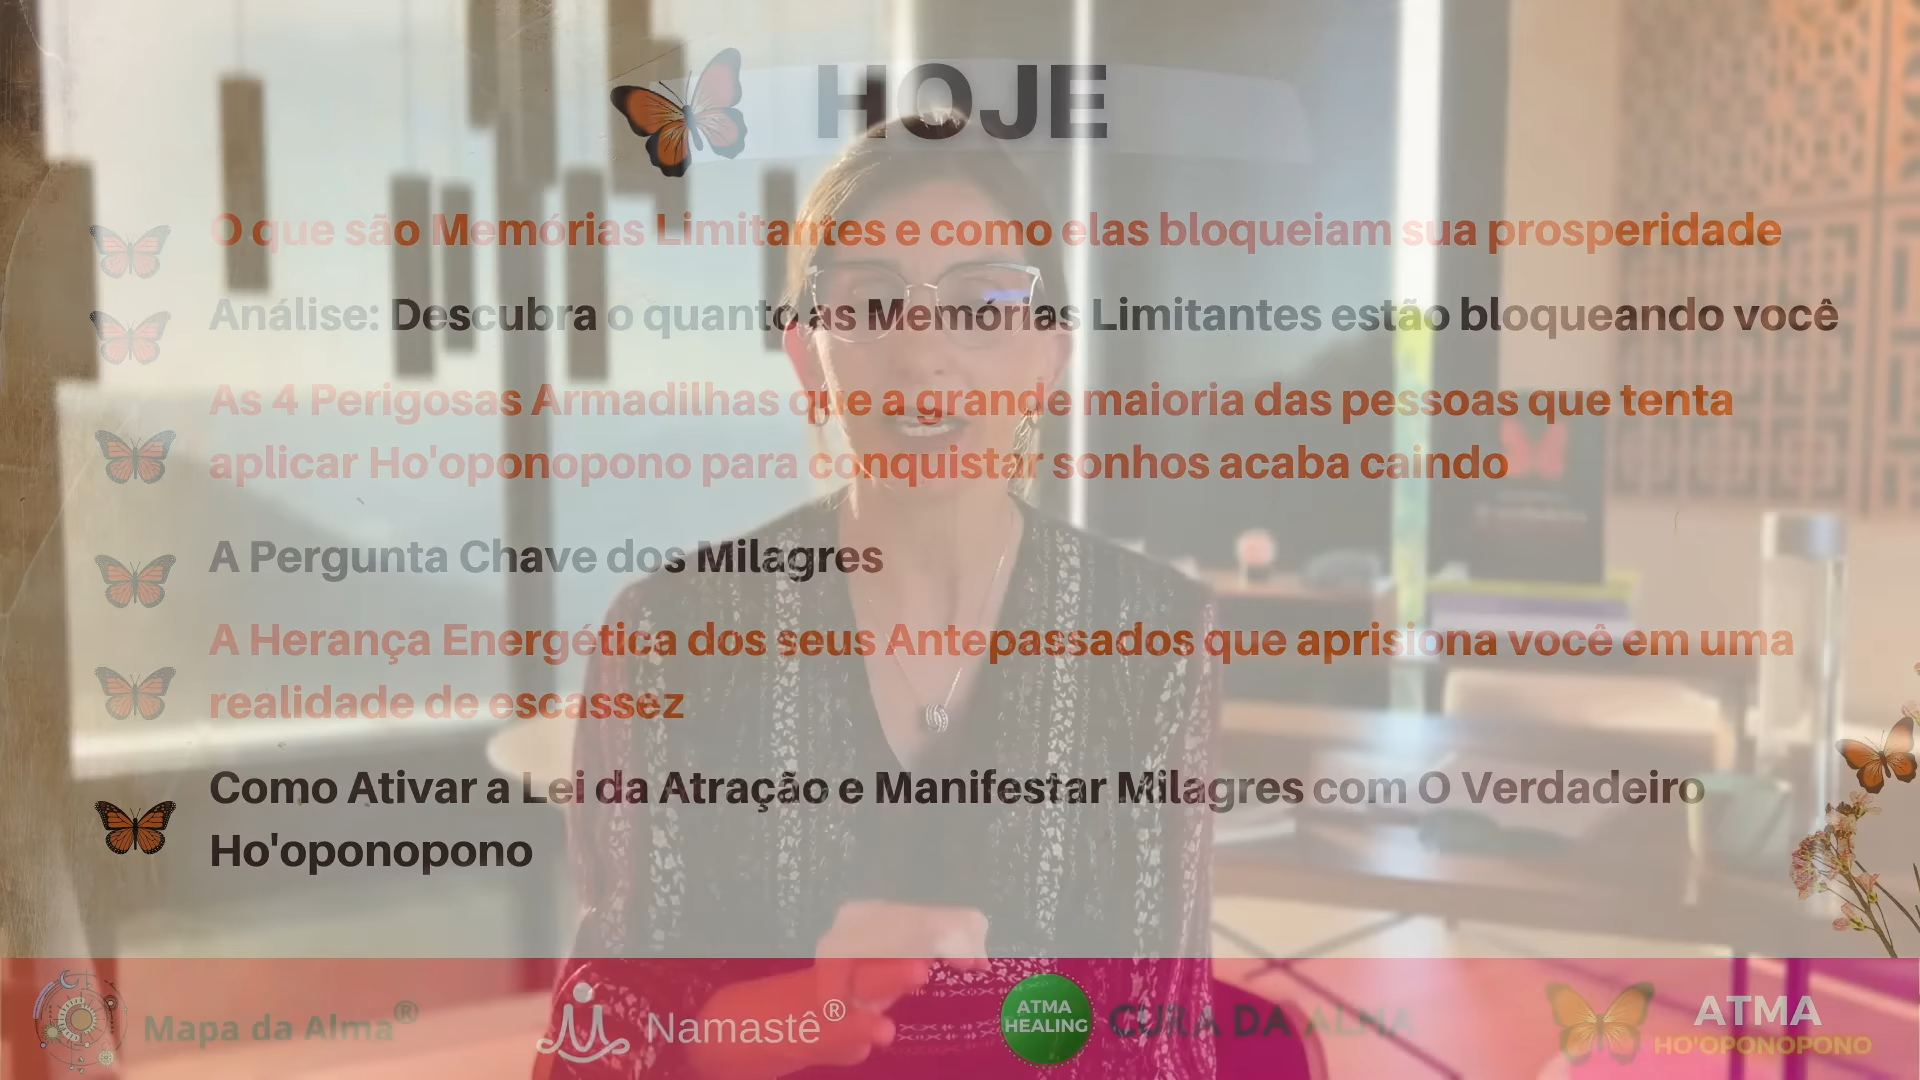 HOJE
O que são Memórias Limitantes e como elas bloqueiam sua prosperidade
Análise: Descubra o quanto as Memórias Limitantes estão bloqueando você
As 4 Perigosas Armadilhas que a grande maioria das pessoas que tenta
aplicar Ho'oponopono para conquistar sonhos acaba caindo
A Pergunta Chave dos Milagres
A Herança Energética dos seus Antepassados que aprisiona você em uma
realidade de escassez
Como Ativar a Lei da Atração e Manifestar Milagres com O Verdadeiro
Ho'oponopono
Mapa da Alma®
Namastê®
ATMA
HEALING
CURA DA ALMA
ATMA
HO'OPONOPONO